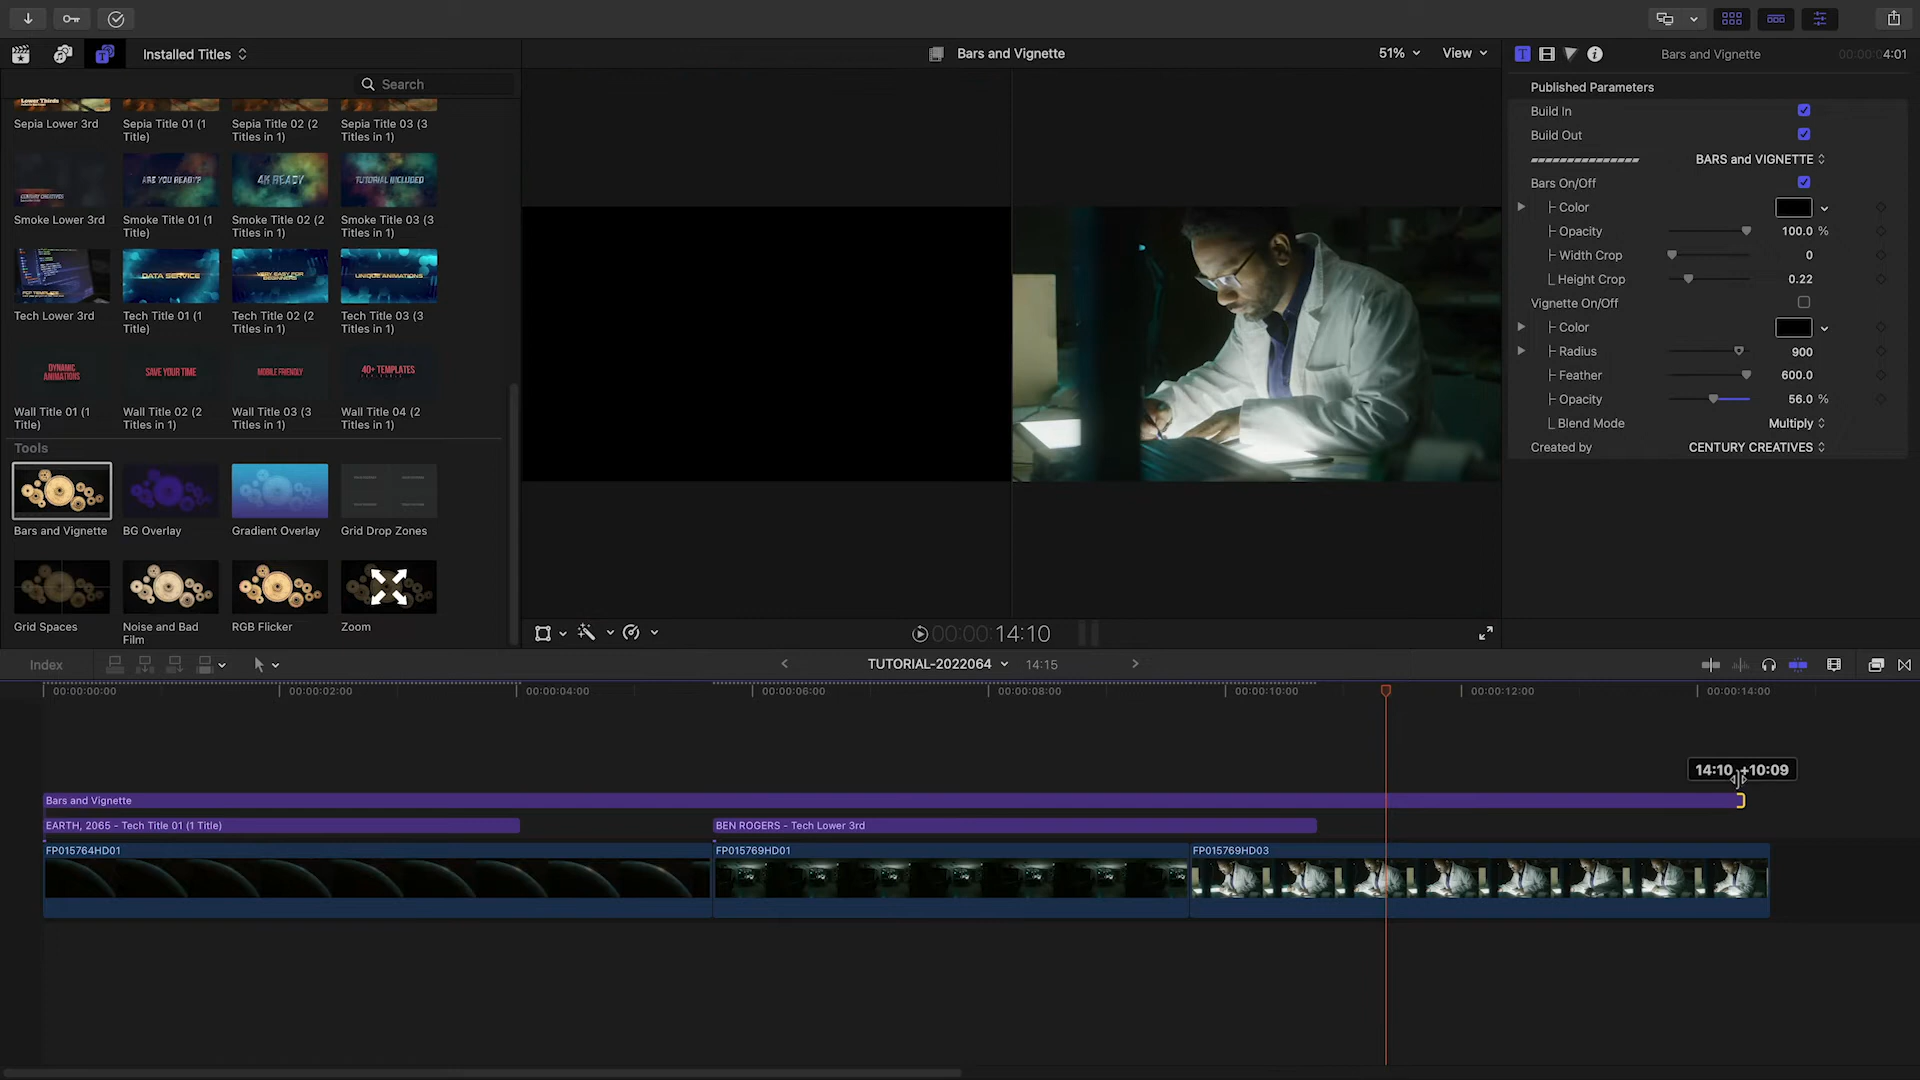 Installed Titles
Bars and Vignette
51%
View
Bars and Vignette
00:00:04:01
Search
Published Parameters
Build In
Build Out
BARS and VIGNETTE
Bars On/Off
Color
Opacity
100.0 %
Width Crop
0
Height Crop
0.22
Vignette On/Off
Color
Radius
900
Feather
600.0
Opacity
56.0 %
Blend Mode
Multiply
Created by
CENTURY CREATIVES
Lower Thirds
Sepia Lower 3rd
Sepia Title 01 (1
Title)
Sepia Title 02 (2
Titles in 1)
Sepia Title 03 (3
Titles in 1)
ARE YOU READY?
4K READY
TUTORIAL INCLUDED
Smoke Lower 3rd
Smoke Title 01 (1
Title)
Smoke Title 02 (2
Titles in 1)
Smoke Title 03 (3
Titles in 1)
DATA SERVICE
VERY EASY FOR
BEGINNERS
UNIQUE ANIMATIONS
Tech Lower 3rd
Tech Title 01 (1
Title)
Tech Title 02 (2
Titles in 1)
Tech Title 03 (3
Titles in 1)
DYNAMIC
ANIMATIONS
SAVE YOUR TIME
MOBILE FRIENDLY
40+ TEMPLATES
Wall Title 01 (1
Title)
Wall Title 02 (2
Titles in 1)
Wall Title 03 (3
Titles in 1)
Wall Title 04 (2
Titles in 1)
Tools
Bars and Vignette
BG Overlay
Gradient Overlay
Grid Drop Zones
Grid Spaces
Noise and Bad
Film
RGB Flicker
Zoom
00:00:14:10
Index
TUTORIAL-2022064
14:15
00:00:00:00
00:00:02:00
00:00:04:00
00:00:06:00
00:00:08:00
00:00:10:00
00:00:12:00
00:00:14:00
14:10 +10:09
Bars and Vignette
EARTH, 2065 - Tech Title 01 (1 Title)
BEN ROGERS - Tech Lower 3rd
FP015764HD01
FP015769HD01
FP015769HD03